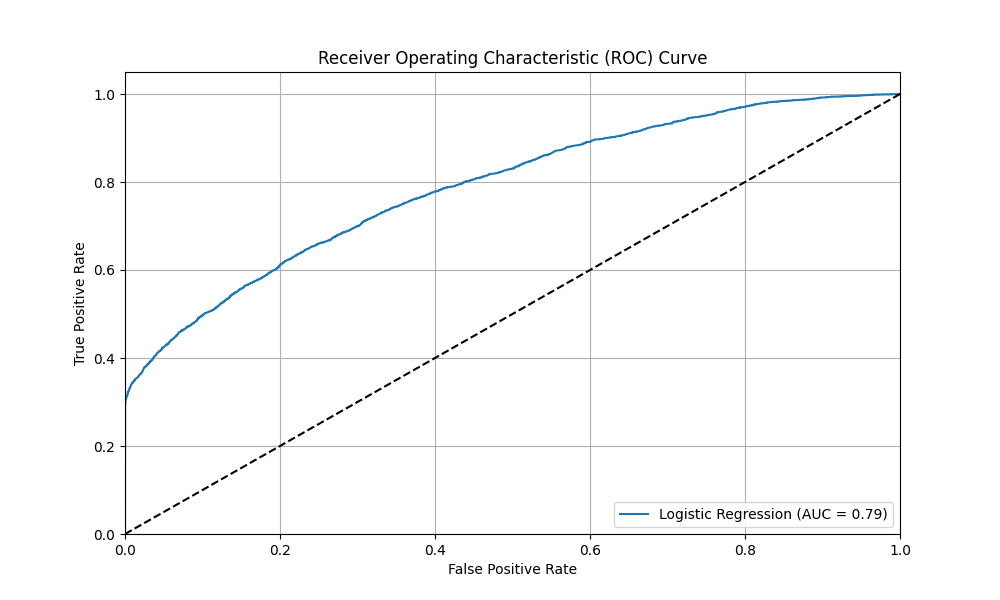 Receiver Operating Characteristic (ROC) Curve
1.0
0.8
0.6
0.4
0.2
0.0
True Positive Rate
Logistic Regression (AUC = 0.79)
0.0 0.2 0.4 0.6 0.8 1.0
False Positive Rate